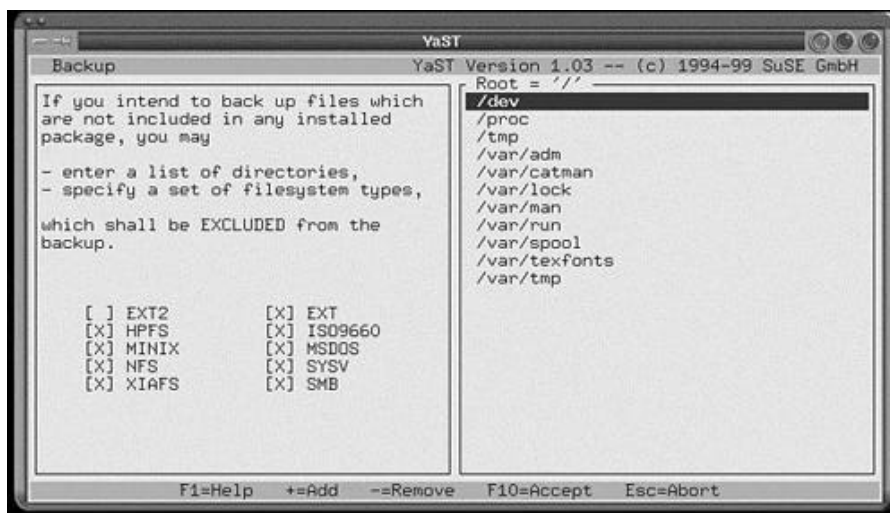 YaST
Backup YaST Version 1.03 -- (c) 1994-99 SuSE GmbH
If you intend to back up files which
are not included in any installed
package, you may
- enter a list of directories,
- specify a set of filesystem types,
which shall be EXCLUDED from the
backup.
[ ] EXT2 [X] EXT
[X] HPFS [X] ISO9660
[X] MINIX [X] MSDOS
[X] NFS [X] SYSV
[X] XIAFS [X] SMB
Root = '/'
/dev
/proc
/tmp
/var/adm
/var/catman
/var/lock
/var/man
/var/run
/var/spool
/var/texfonts
/var/tmp
F1=Help +=Add -=Remove F10=Accept Esc=Abort